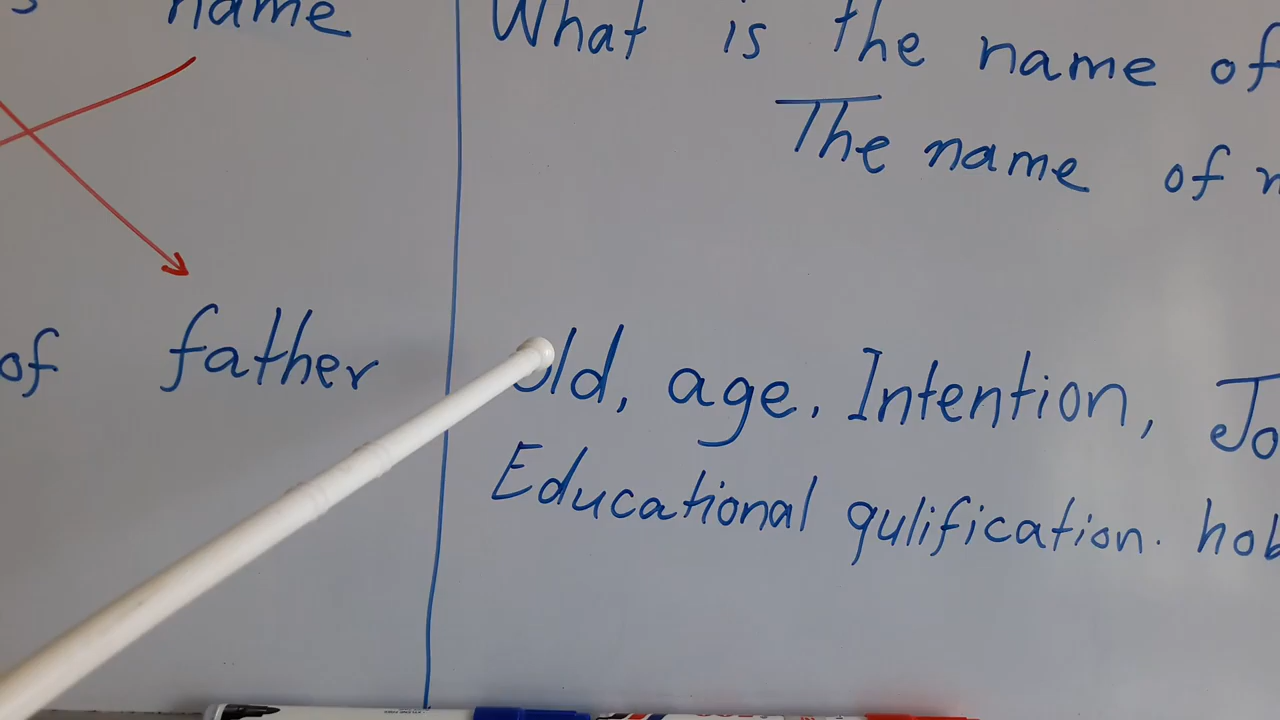 name
of father
What is the name of
The name of
old, age. Intention, Jo
Educational qulification. hob